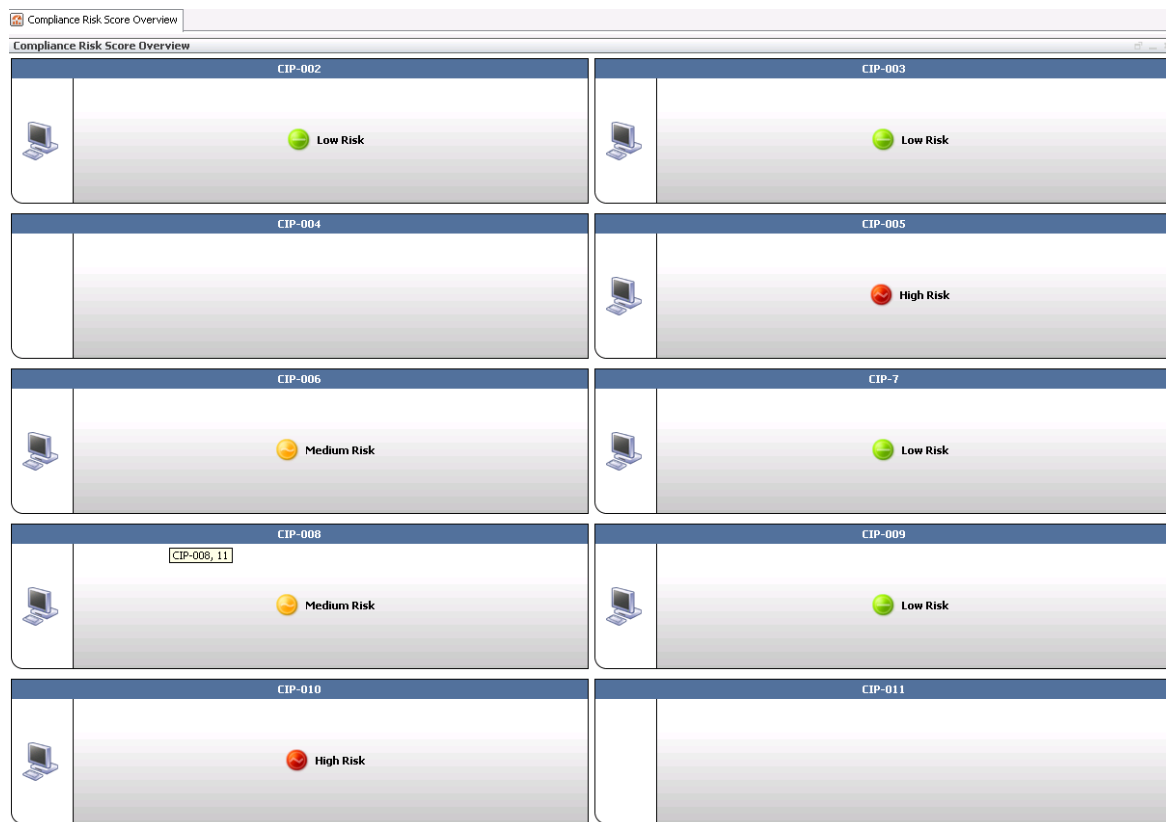 Compliance Risk Score Overview
Compliance Risk Score Overview
CIP-002
CIP-003
Low Risk
Low Risk
CIP-004
CIP-005
High Risk
CIP-006
CIP-7
Medium Risk
Low Risk
CIP-008
CIP-009
CIP-008, 11
Medium Risk
Low Risk
CIP-010
CIP-011
High Risk